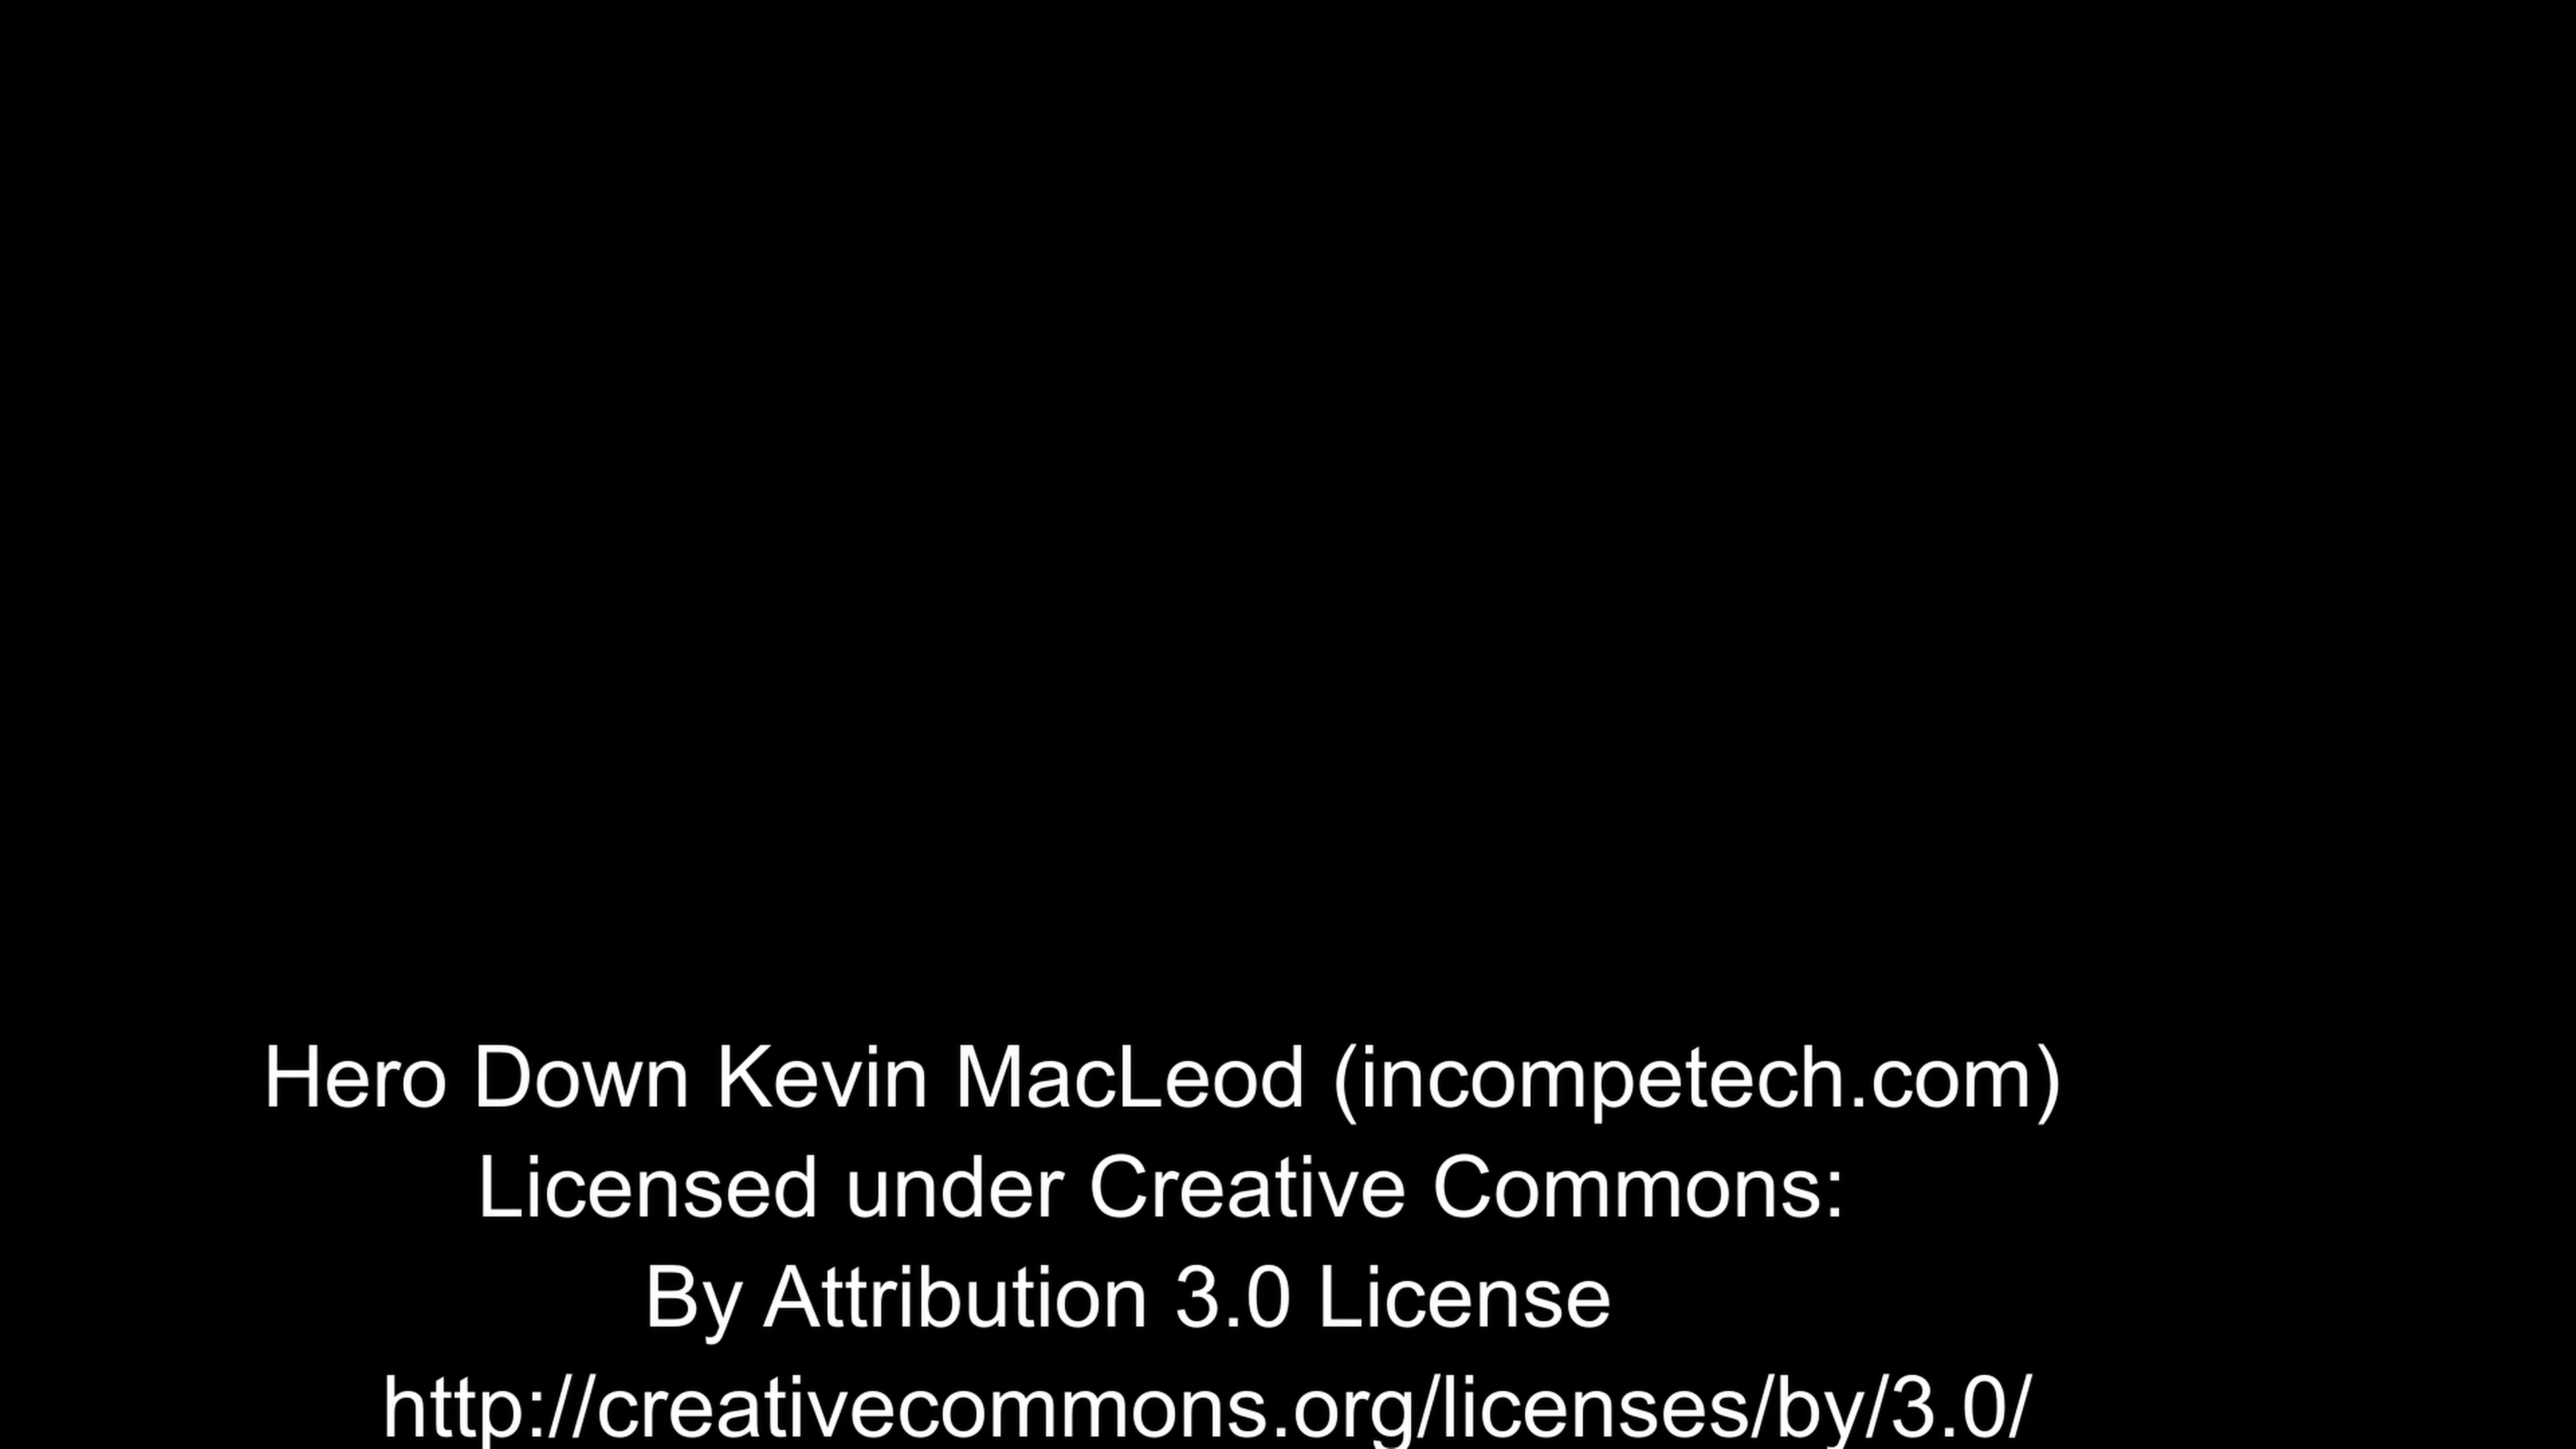 Hero Down Kevin MacLeod (incompetech.com)
Licensed under Creative Commons:
By Attribution 3.0 License
http://creativecommons.org/licenses/by/3.0/